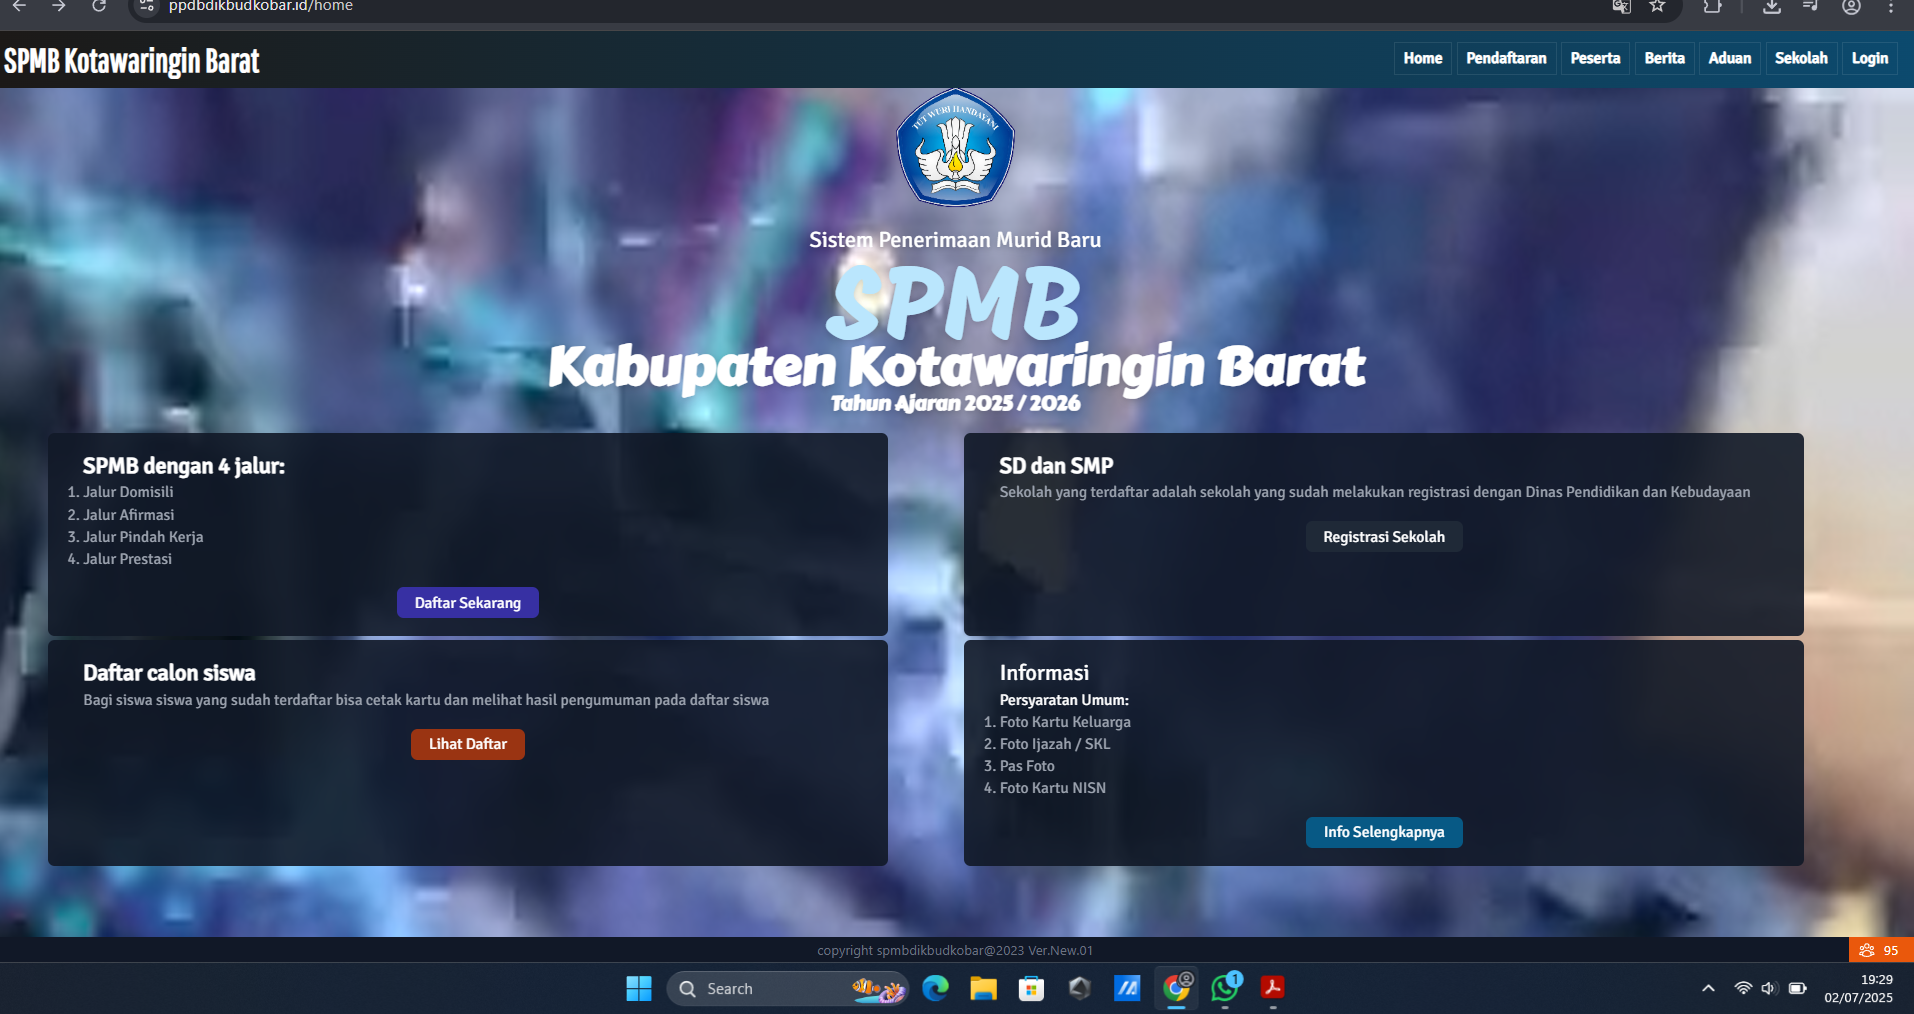 ppdbdikbudkobar.id/home
SPMB Kotawaringin Barat
Home Pendaftaran Peserta Berita Aduan Sekolah Login
TUT WURI HANDAYANI
Sistem Penerimaan Murid Baru
SPMB
Kabupaten Kotawaringin Barat
Tahun Ajaran 2025 / 2026
SPMB dengan 4 jalur:
1. Jalur Domisili
2. Jalur Afirmasi
3. Jalur Pindah Kerja
4. Jalur Prestasi
Daftar Sekarang
SD dan SMP
Sekolah yang terdaftar adalah sekolah yang sudah melakukan registrasi dengan Dinas Pendidikan dan Kebudayaan
Registrasi Sekolah
Daftar calon siswa
Bagi siswa siswa yang sudah terdaftar bisa cetak kartu dan melihat hasil pengumuman pada daftar siswa
Lihat Daftar
Informasi
Persyaratan Umum:
1. Foto Kartu Keluarga
2. Foto Ijazah / SKL
3. Pas Foto
4. Foto Kartu NISN
Info Selengkapnya
copyright spmbdikbudkobar@2023 Ver.New.01
95
Search
1
19:29
02/07/2025